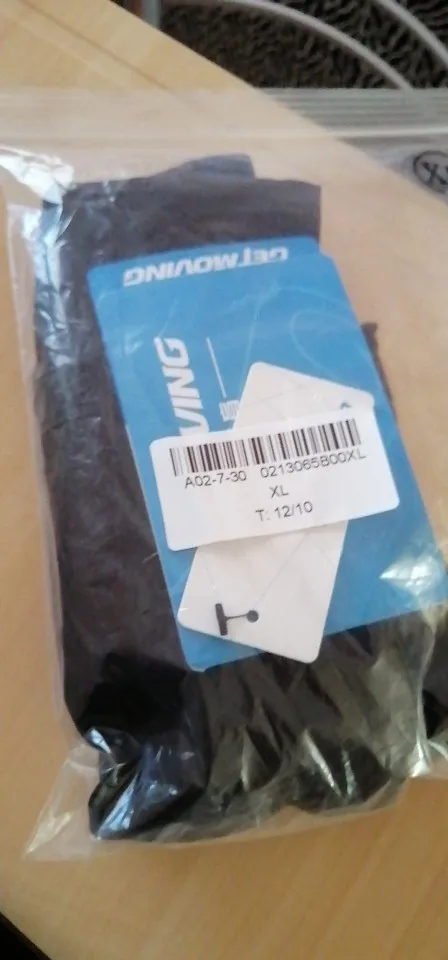 GETMOVING
VING
A02-7-30 0213065B00XL
XL
T: 12/10